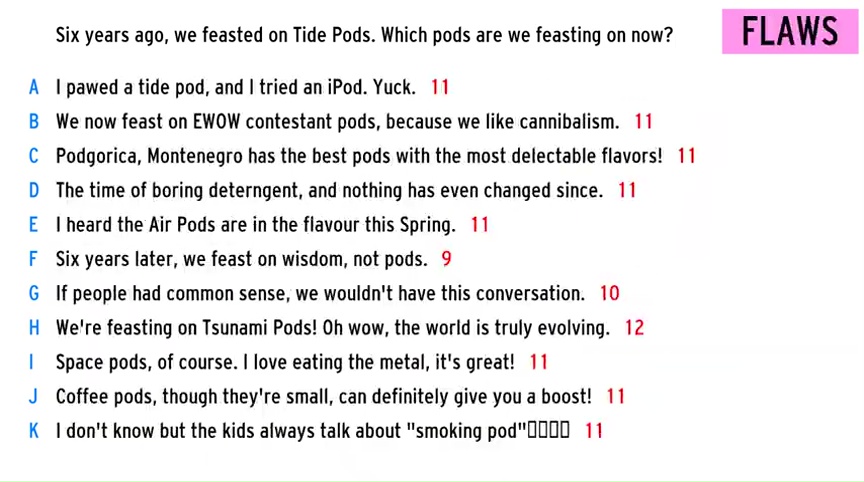 Six years ago, we feasted on Tide Pods. Which pods are we feasting on now?
FLAWS
A I pawed a tide pod, and I tried an iPod. Yuck. 11
B We now feast on EWOW contestant pods, because we like cannibalism. 11
C Podgorica, Montenegro has the best pods with the most delectable flavors! 11
D The time of boring deterngent, and nothing has even changed since. 11
E I heard the Air Pods are in the flavour this Spring. 11
F Six years later, we feast on wisdom, not pods. 9
G If people had common sense, we wouldn't have this conversation. 10
H We're feasting on Tsunami Pods! Oh wow, the world is truly evolving. 12
I Space pods, of course. I love eating the metal, it's great! 11
J Coffee pods, though they're small, can definitely give you a boost! 11
K I don't know but the kids always talk about "smoking pod"▯▯▯▯ 11